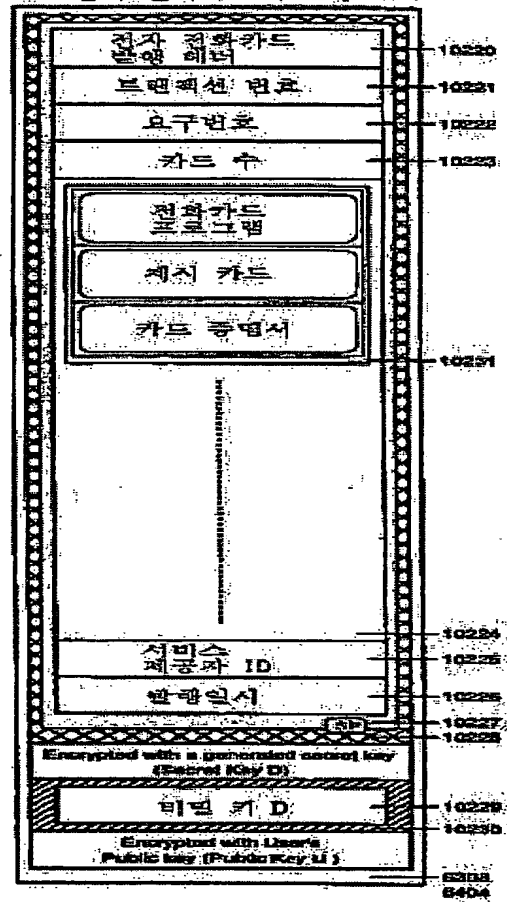 전자 전화카드
발행 헤더
10220
트랜잭션 번호
10221
요구번호
10222
카드 수
10223
전화카드
프로그램
제시 카드
카드 증명서
10231
10224
서비스
제공자 ID
10225
발행일시
10226
10227
10228
Encrypted with a generated secret key
(Secret Key D)
비밀 키 D
10229
10230
Encrypted with User's
Public key (Public Key U)
6404